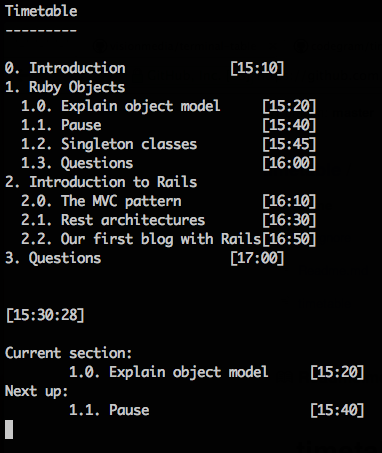 Timetable
---------
0. Introduction [15:10]
1. Ruby Objects
1.0. Explain object model [15:20]
1.1. Pause [15:40]
1.2. Singleton classes [15:45]
1.3. Questions [16:00]
2. Introduction to Rails
2.0. The MVC pattern [16:10]
2.1. Rest architectures [16:30]
2.2. Our first blog with Rails[16:50]
3. Questions [17:00]
[15:30:28]
Current section:
1.0. Explain object model [15:20]
Next up:
1.1. Pause [15:40]